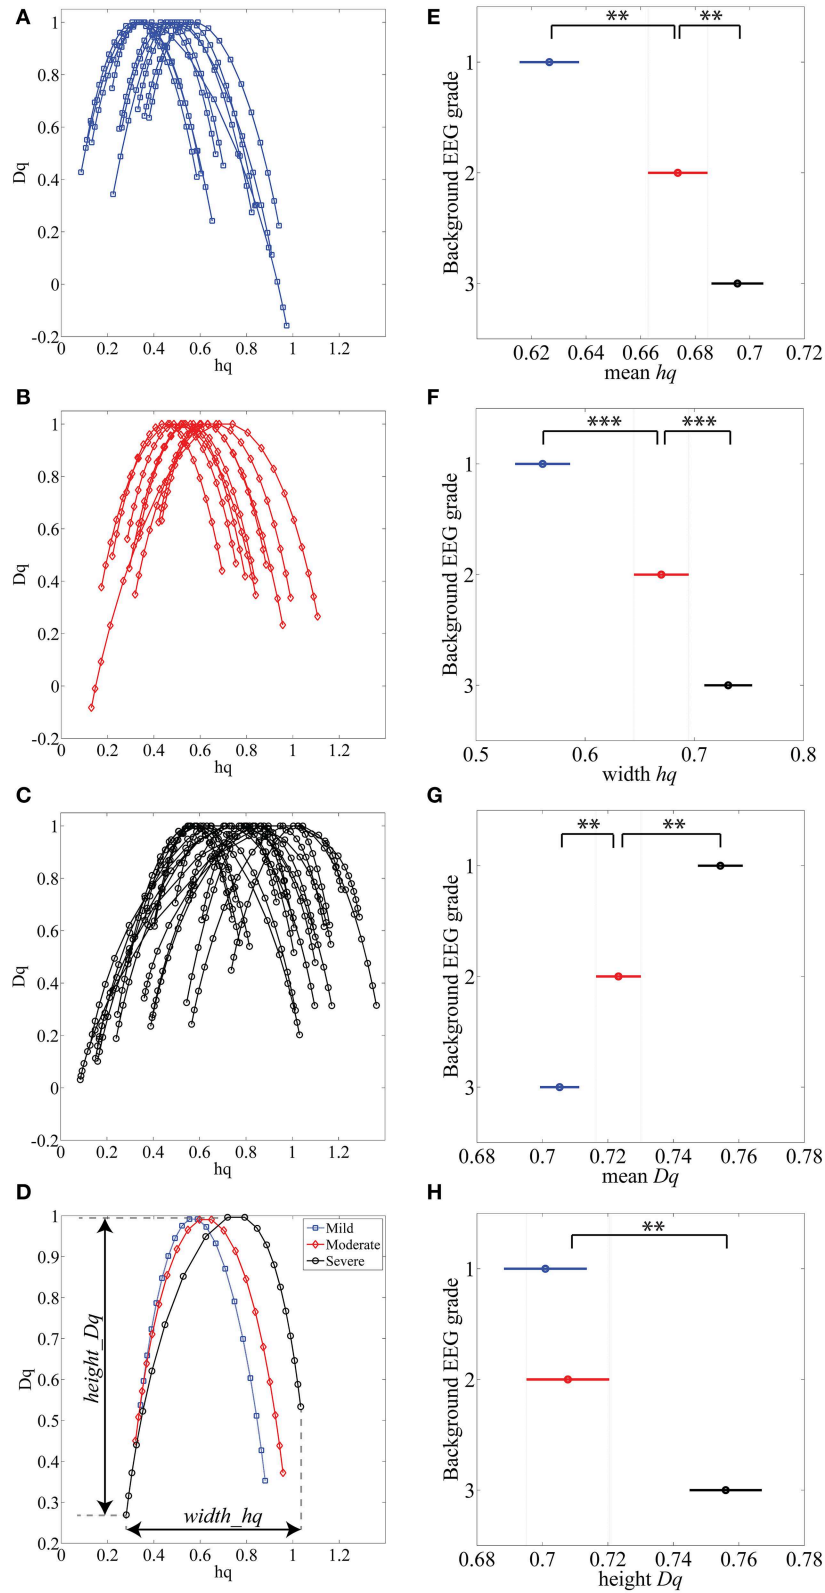 A
1
0.8
0.6
0.4
0.2
0
-0.2
Dq
0 0.2 0.4 0.6 0.8 1 1.2
hq
E
** **
1
2
3
Background EEG grade
0.62 0.64 0.66 0.68 0.7 0.72
mean hq
B
1
0.8
0.6
0.4
0.2
0
-0.2
Dq
0 0.2 0.4 0.6 0.8 1 1.2
hq
F
*** ***
1
2
3
Background EEG grade
0.5 0.6 0.7 0.8
width hq
C
1
0.8
0.6
0.4
0.2
0
-0.2
Dq
0 0.2 0.4 0.6 0.8 1 1.2
hq
G
** **
1
2
3
Background EEG grade
0.68 0.7 0.72 0.74 0.76 0.78
mean Dq
D
1
0.9
0.8
0.7
0.6
0.5
0.4
0.3
0.2
Dq
height_Dq
width_hq
Mild
Moderate
Severe
0 0.2 0.4 0.6 0.8 1 1.2
hq
H
**
1
2
3
Background EEG grade
0.68 0.7 0.72 0.74 0.76 0.78
height Dq